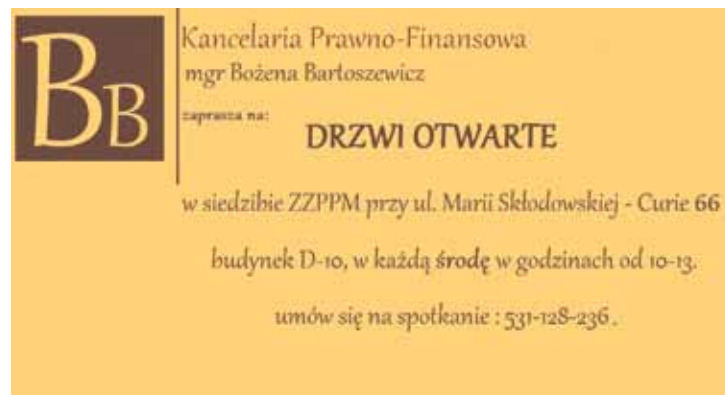 BB
Kancelaria Prawno-Finansowa
mgr Bożena Bartoszewicz
zaprasza na:
DRZWI OTWARTE
w siedzibie ZZPPM przy ul. Marii Skłodowskiej - Curie 66
budynek D-10, w każdą środę w godzinach od 10-13.
umów się na spotkanie : 531-128-236.